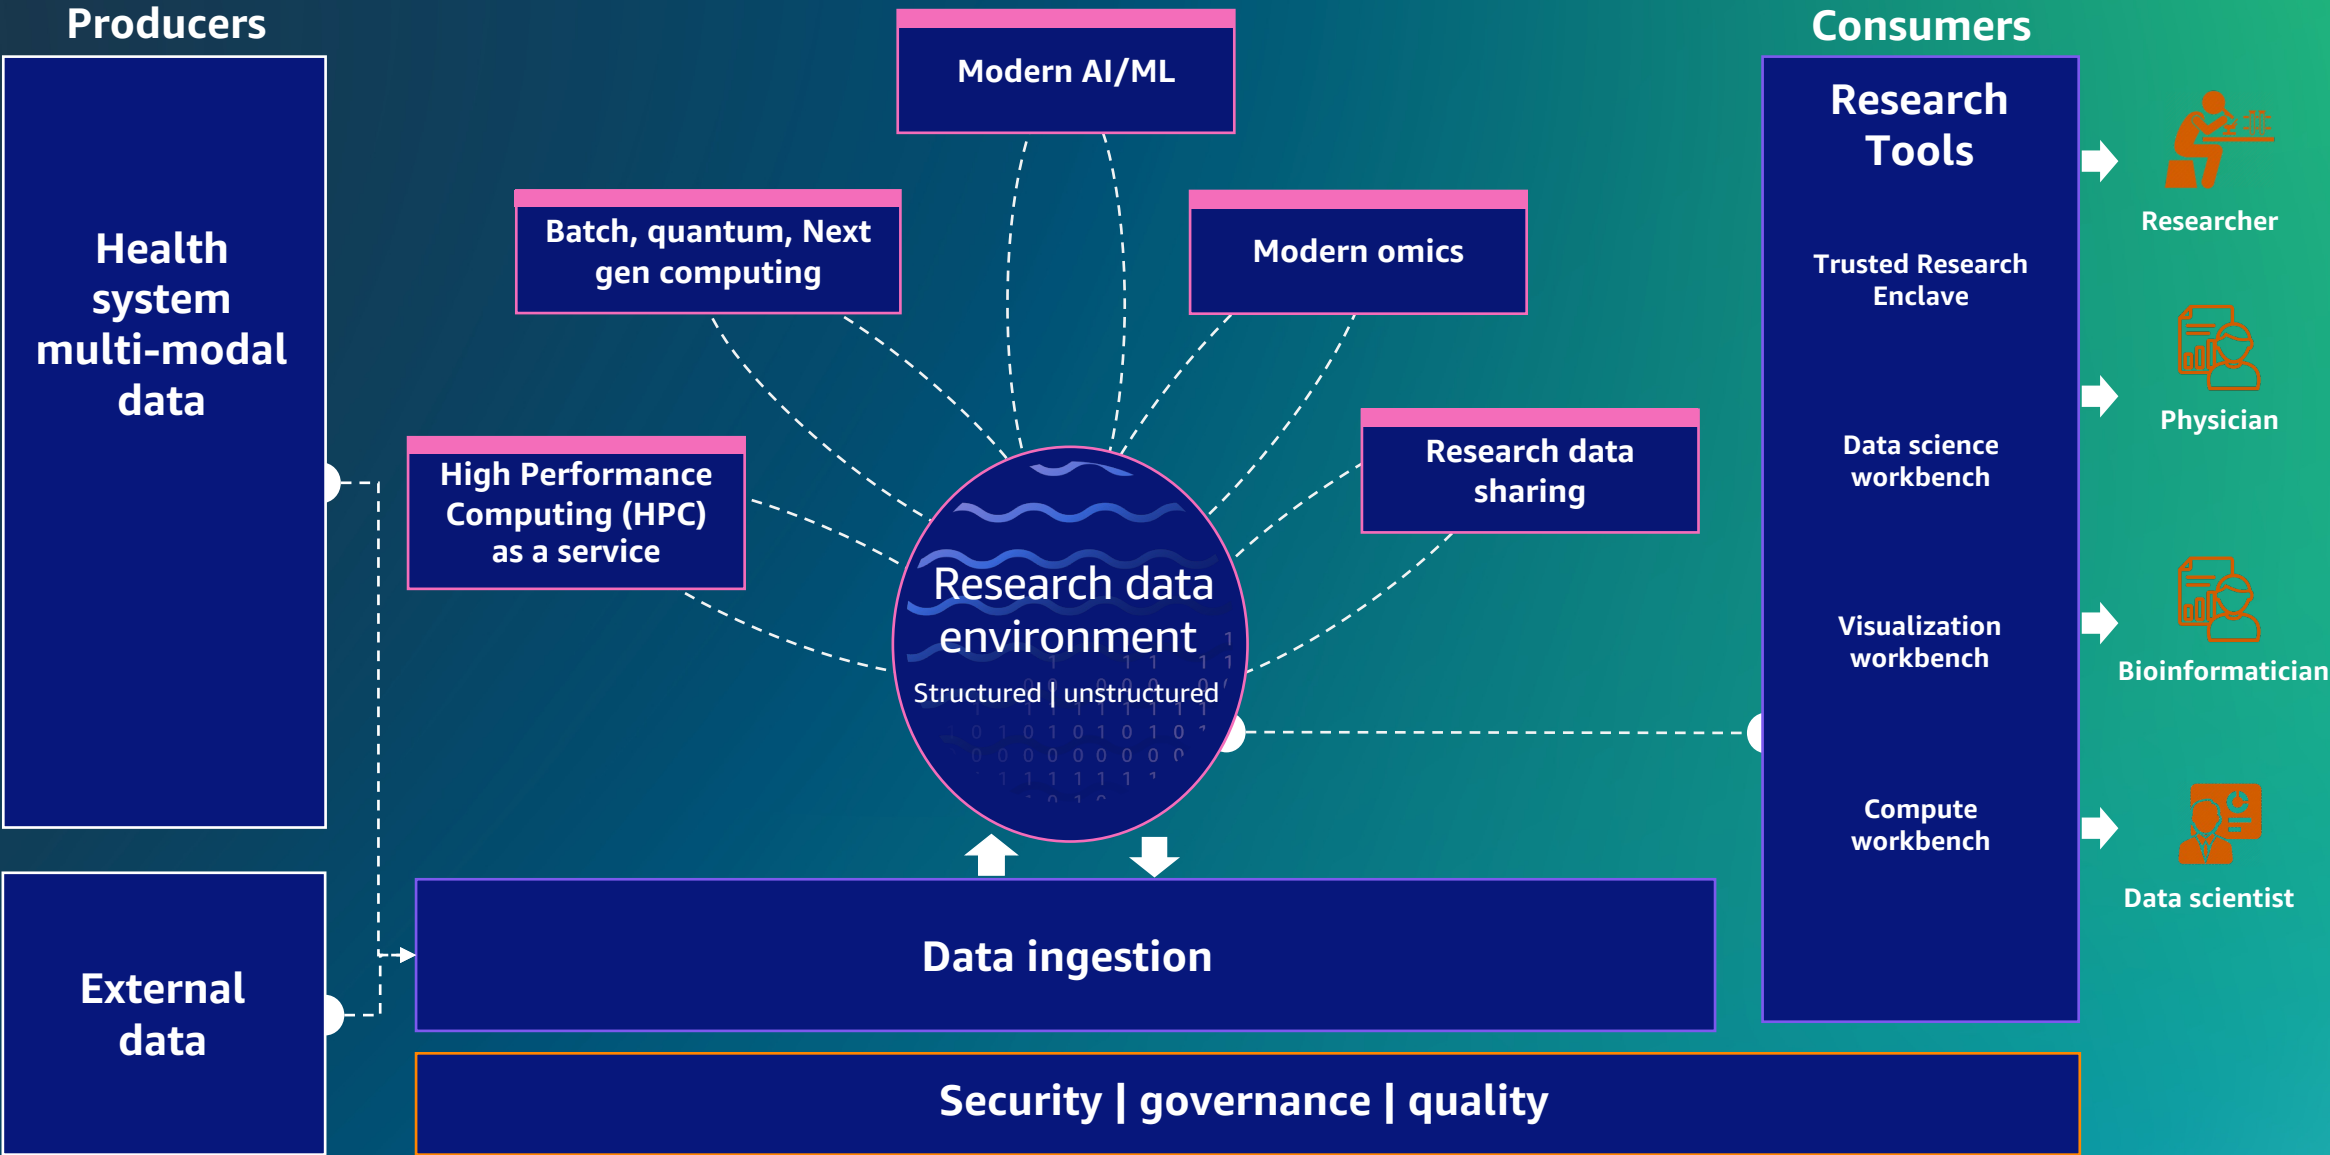 Producers
Health
system
multi-modal
data
External
data
Modern AI/ML
Batch, quantum, Next
gen computing
Modern omics
High Performance
Computing (HPC)
as a service
Research data
sharing
Research data
environment
Structured | unstructured
Data ingestion
Security | governance | quality
Consumers
Research
Tools
Trusted Research
Enclave
Data science
workbench
Visualization
workbench
Compute
workbench
Researcher
Physician
Bioinformatician
Data scientist